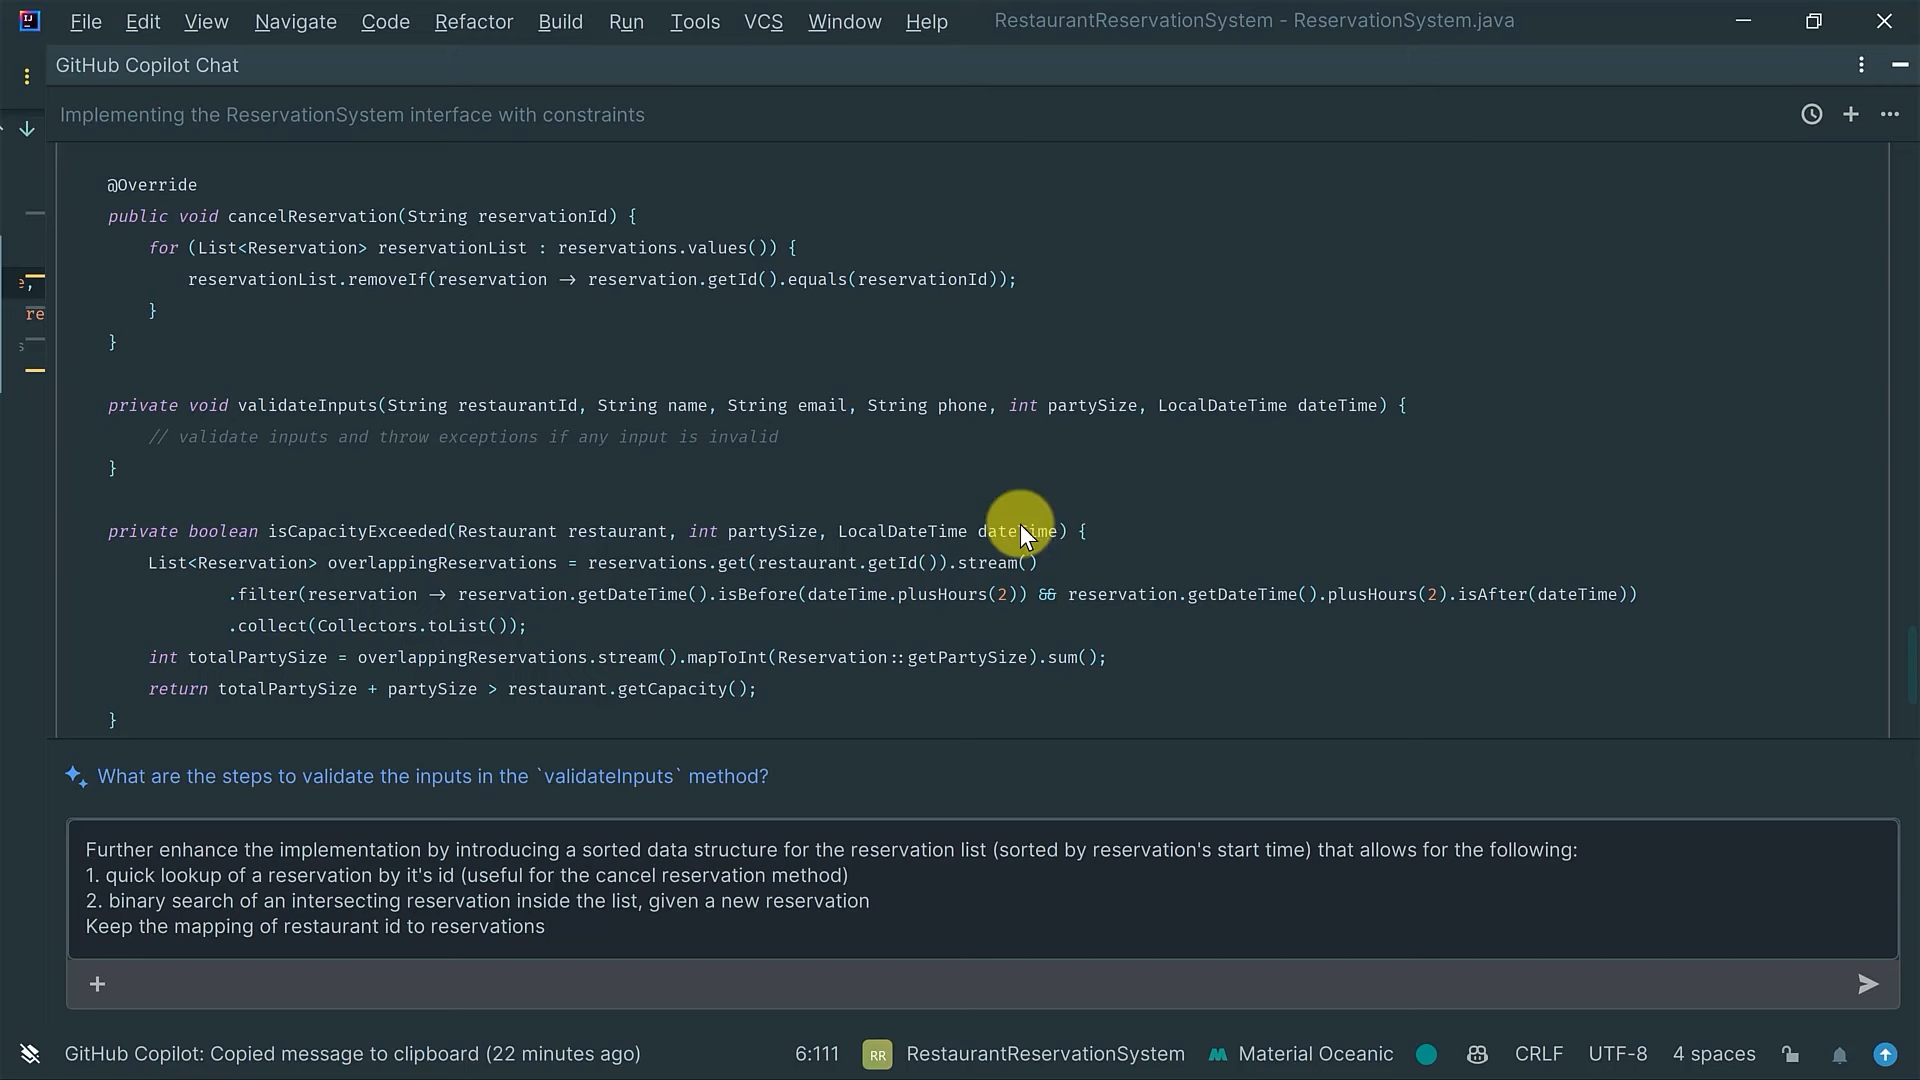 File Edit View Navigate Code Refactor Build Run Tools VCS Window Help RestaurantReservationSystem - ReservationSystem.java
GitHub Copilot Chat
Implementing the ReservationSystem interface with constraints
@Override
public void cancelReservation(String reservationId) {
for (List<Reservation> reservationList : reservations.values()) {
reservationList.removeIf(reservation → reservation.getId().equals(reservationId));
}
}
private void validateInputs(String restaurantId, String name, String email, String phone, int partySize, LocalDateTime dateTime) {
// validate inputs and throw exceptions if any input is invalid
}
private boolean isCapacityExceeded(Restaurant restaurant, int partySize, LocalDateTime dateTime) {
List<Reservation> overlappingReservations = reservations.get(restaurant.getId()).stream()
.filter(reservation → reservation.getDateTime().isBefore(dateTime.plusHours(2)) && reservation.getDateTime().plusHours(2).isAfter(dateTime))
.collect(Collectors.toList());
int totalPartySize = overlappingReservations.stream().mapToInt(Reservation::getPartySize).sum();
return totalPartySize + partySize > restaurant.getCapacity();
}
e,
re
s
What are the steps to validate the inputs in the `validateInputs` method?
Further enhance the implementation by introducing a sorted data structure for the reservation list (sorted by reservation's start time) that allows for the following:
1. quick lookup of a reservation by it's id (useful for the cancel reservation method)
2. binary search of an intersecting reservation inside the list, given a new reservation
Keep the mapping of restaurant id to reservations
GitHub Copilot: Copied message to clipboard (22 minutes ago) 6:111 RR RestaurantReservationSystem Material Oceanic CRLF UTF-8 4 spaces